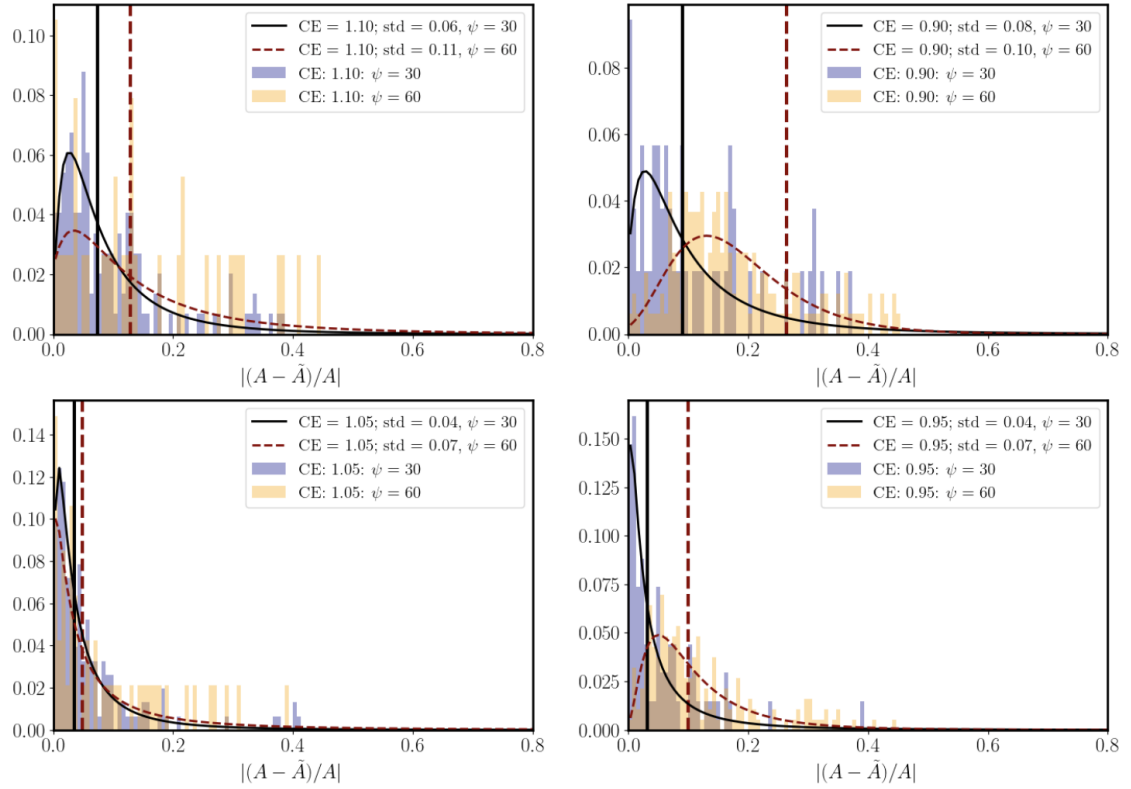 0.10
0.08
0.06
0.04
0.02
0.00
0.0 0.2 0.4 0.6 0.8
|(A − Ã)/A|
CE = 1.10; std = 0.06, ψ = 30
CE = 1.10; std = 0.11, ψ = 60
CE: 1.10: ψ = 30
CE: 1.10: ψ = 60
0.08
0.06
0.04
0.02
0.00
0.0 0.2 0.4 0.6 0.8
|(A − Ã)/A|
CE = 0.90; std = 0.08, ψ = 30
CE = 0.90; std = 0.10, ψ = 60
CE: 0.90: ψ = 30
CE: 0.90: ψ = 60
0.14
0.12
0.10
0.08
0.06
0.04
0.02
0.00
0.0 0.2 0.4 0.6 0.8
|(A − Ã)/A|
CE = 1.05; std = 0.04, ψ = 30
CE = 1.05; std = 0.07, ψ = 60
CE: 1.05: ψ = 30
CE: 1.05: ψ = 60
0.150
0.125
0.100
0.075
0.050
0.025
0.000
0.0 0.2 0.4 0.6 0.8
|(A − Ã)/A|
CE = 0.95; std = 0.04, ψ = 30
CE = 0.95; std = 0.07, ψ = 60
CE: 0.95: ψ = 30
CE: 0.95: ψ = 60